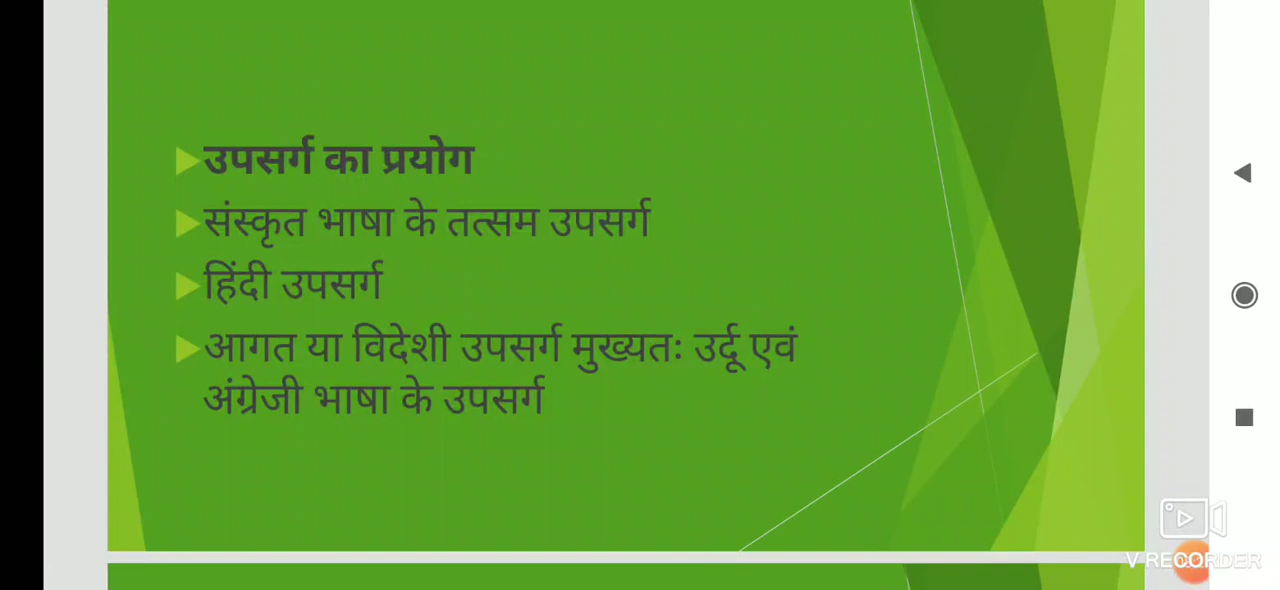 उपसर्ग का प्रयोग
संस्कृत भाषा के तत्सम उपसर्ग
हिंदी उपसर्ग
आगत या विदेशी उपसर्ग मुख्यतः उर्दू एवं
अंग्रेजी भाषा के उपसर्ग
V RECORDER